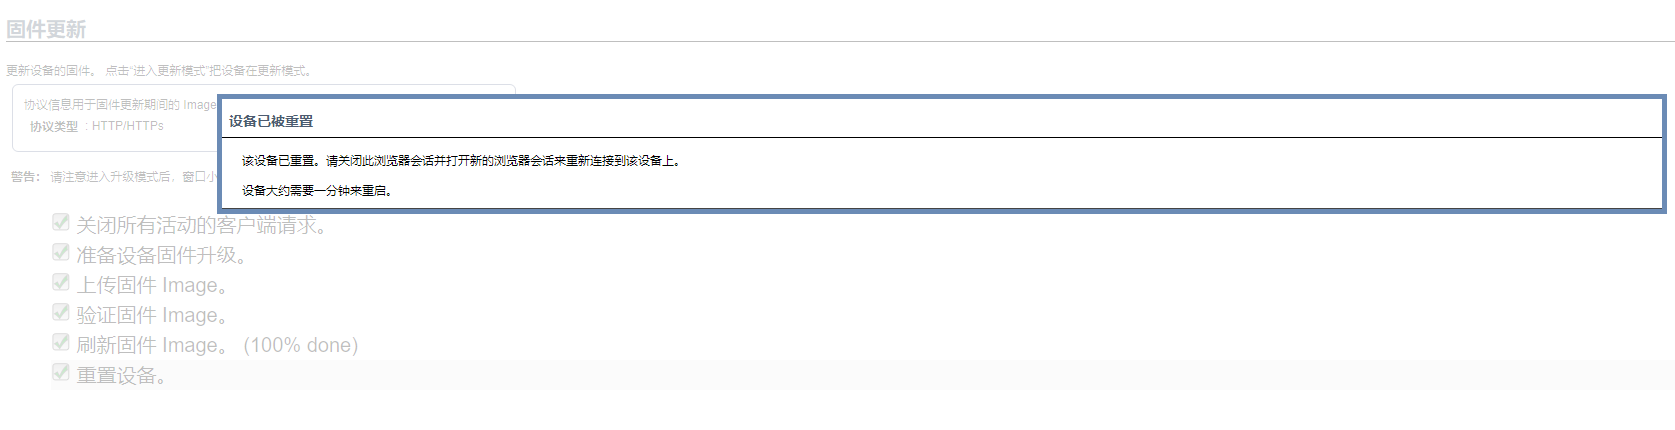 固件更新
更新设备的固件。 点击“进入更新模式”把设备在更新模式。
协议信息用于固件更新期间的 Image
协议类型 : HTTP/HTTPs
设备已被重置
该设备已重置。请关闭此浏览器会话并打开新的浏览器会话来重新连接到该设备上。
设备大约需要一分钟来重启。
警告: 请注意进入升级模式后，窗口小
关闭所有活动的客户端请求。
准备设备固件升级。
上传固件 Image。
验证固件 Image。
刷新固件 Image。 (100% done)
重置设备。